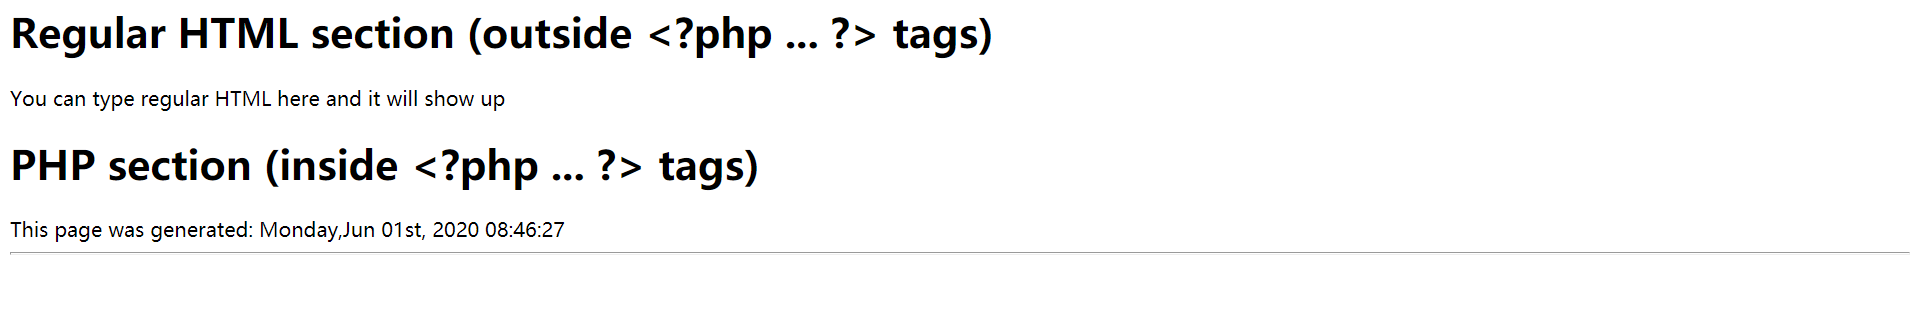 Regular HTML section (outside <?php ... ?> tags)
You can type regular HTML here and it will show up
PHP section (inside <?php ... ?> tags)
This page was generated: Monday,Jun 01st, 2020 08:46:27